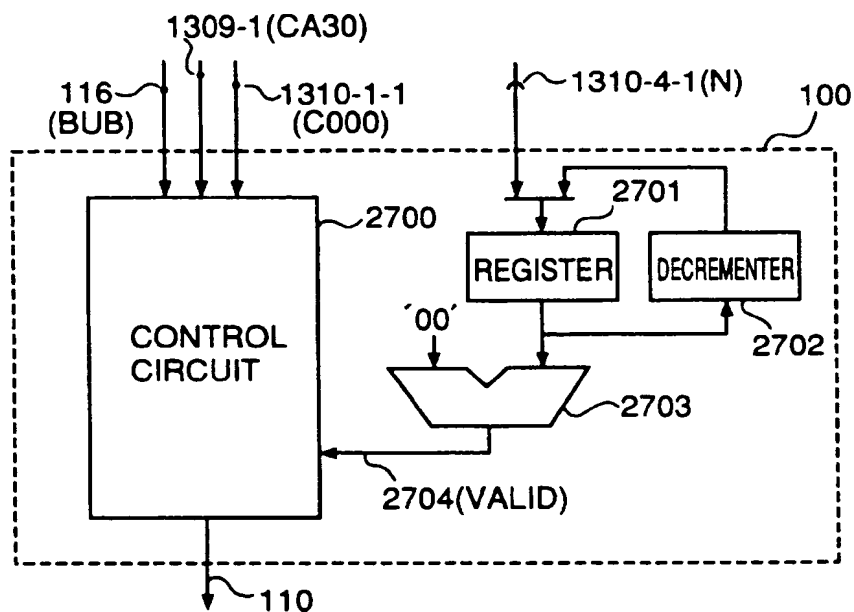 1309-1(CA30)
116
(BUB)
1310-1-1
(C000)
1310-4-1(N)
100
2700
2701
REGISTER
DECREMENTER
2702
'00'
CONTROL
CIRCUIT
2703
2704(VALID)
110